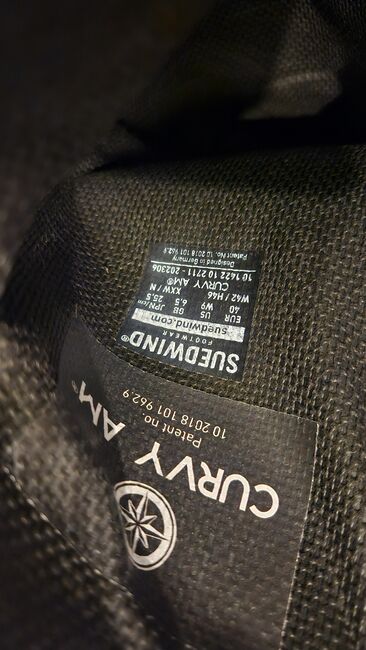 SUEDWIND®
FOOTWEAR
suedwind.com
EUR US GB JPN/cm
40 W9 6,5 25,5
W42 / H46 XXW / N
CURVY AM®
10 1422 10 2711 - 202306
Designed in Germany
Patent No. 10 2018 101 962.9
CURVY AM
Patent no.
10 2018 101 962.9